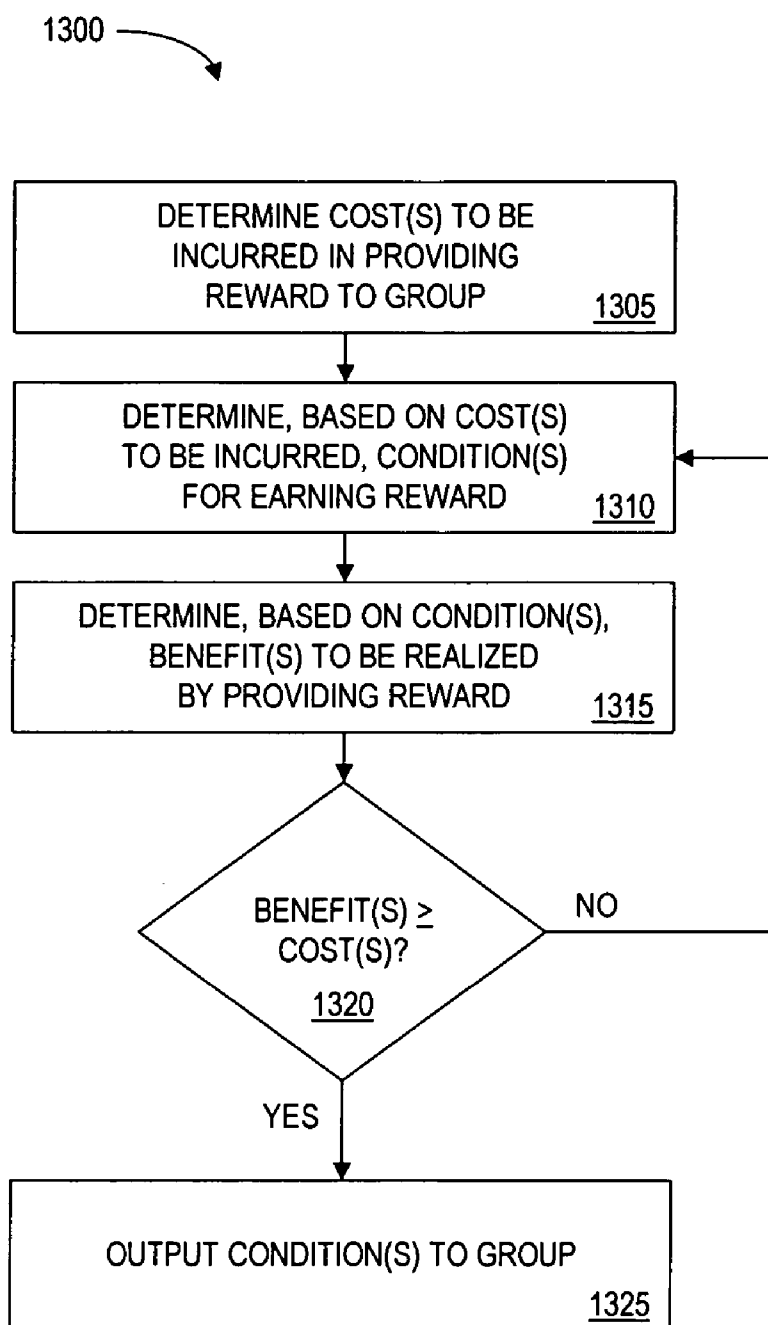 1300
DETERMINE COST(S) TO BE
INCURRED IN PROVIDING
REWARD TO GROUP
1305
DETERMINE, BASED ON COST(S)
TO BE INCURRED, CONDITION(S)
FOR EARNING REWARD
1310
DETERMINE, BASED ON CONDITION(S),
BENEFIT(S) TO BE REALIZED
BY PROVIDING REWARD
1315
BENEFIT(S) ≥
COST(S)?
1320
NO
YES
OUTPUT CONDITION(S) TO GROUP
1325